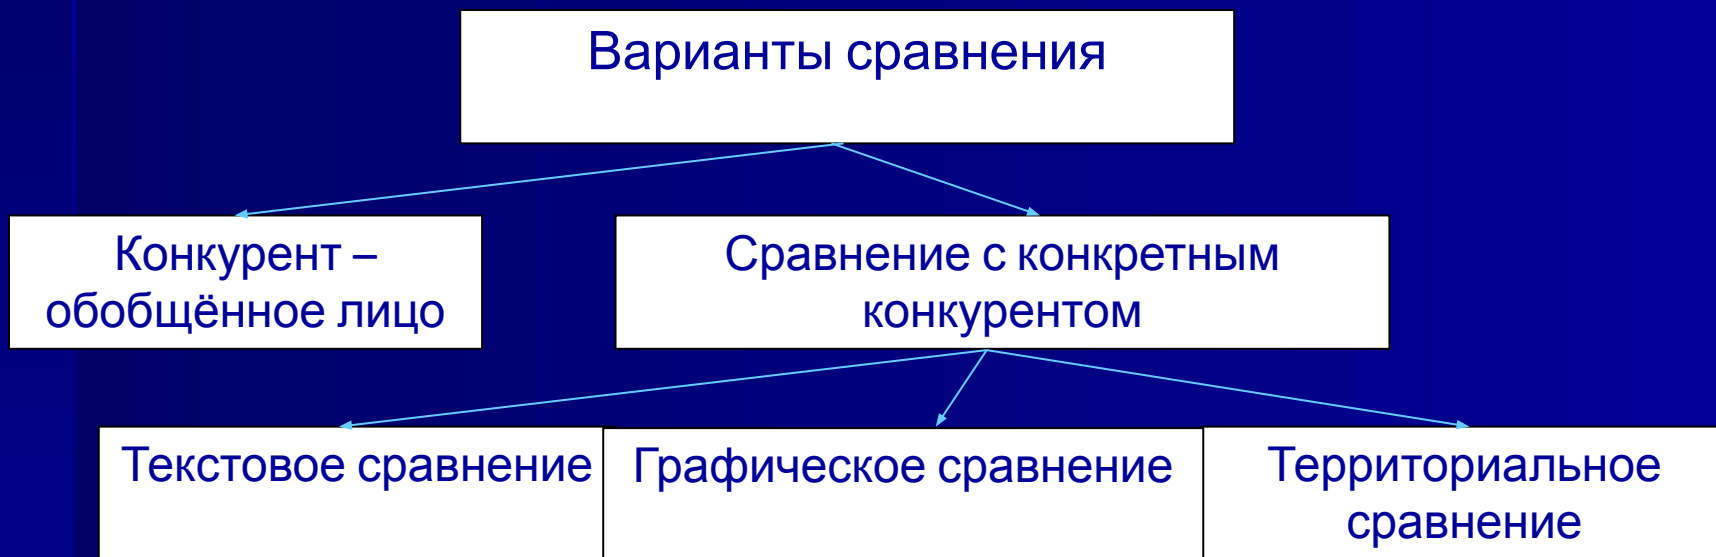 Варианты сравнения
Конкурент –
обобщённое лицо
Сравнение с конкретным
конкурентом
Текстовое сравнение
Графическое сравнение
Территориальное
сравнение